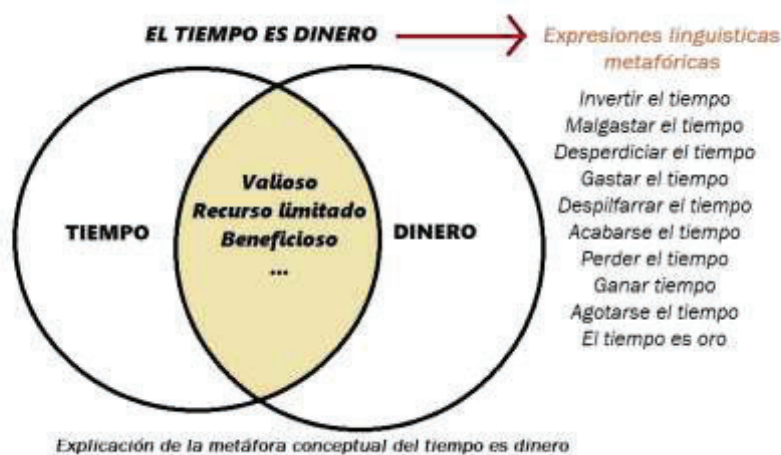 EL TIEMPO ES DINERO
Expresiones linguisticas
metafóricas
Invertir el tiempo
Malgastar el tiempo
Desperdiciar el tiempo
Gastar el tiempo
Despilfarrar el tiempo
Acabarse el tiempo
Perder el tiempo
Ganar tiempo
Agotarse el tiempo
El tiempo es oro
TIEMPO
Valioso
Recurso limitado
Beneficioso
...
DINERO
Explicación de la metáfora conceptual del tiempo es dinero